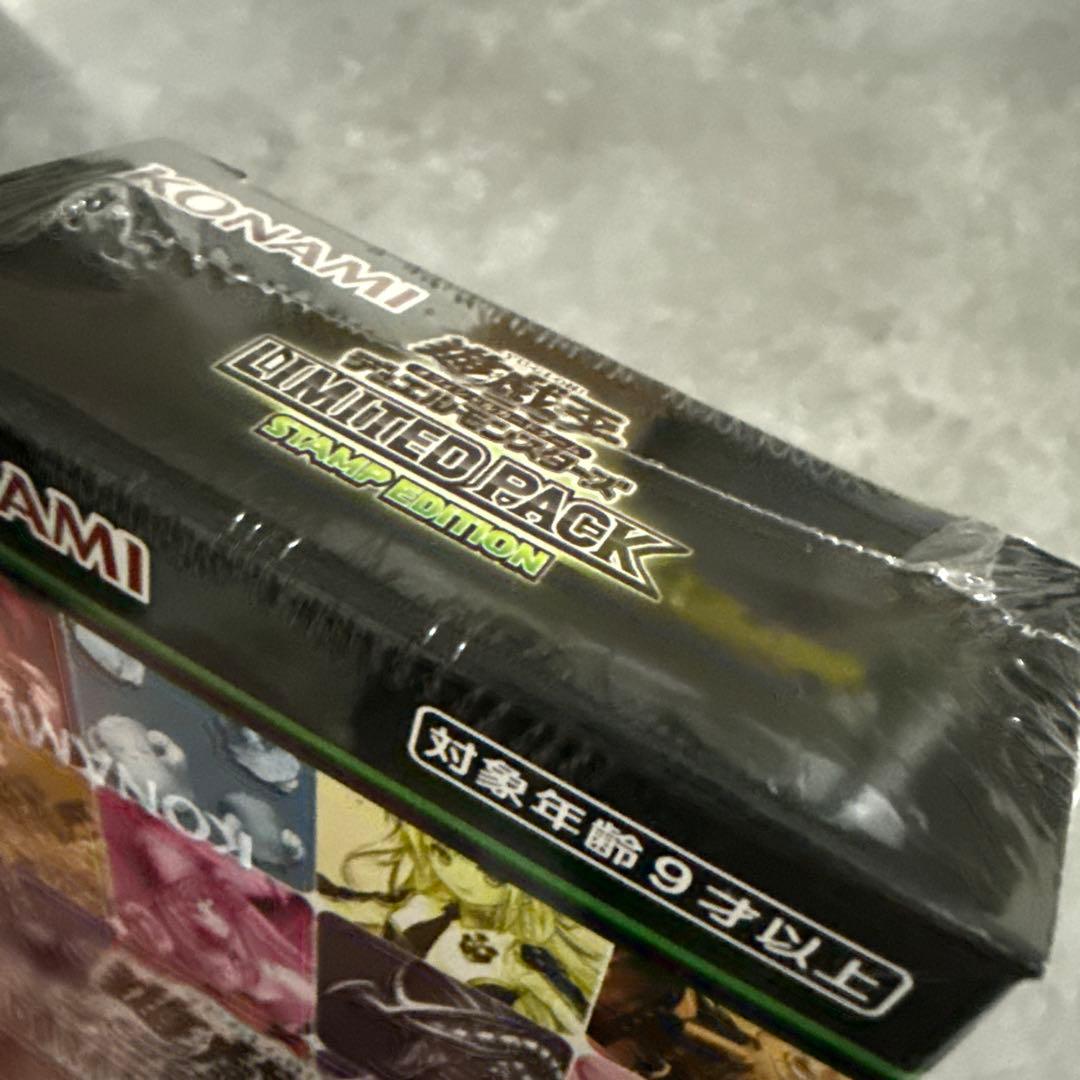 KONAMI
遊戯王
デュエルモンスターズ
LIMITED PACK
STAMP EDITION
AMI
対象年齢9才以上
KONAMI